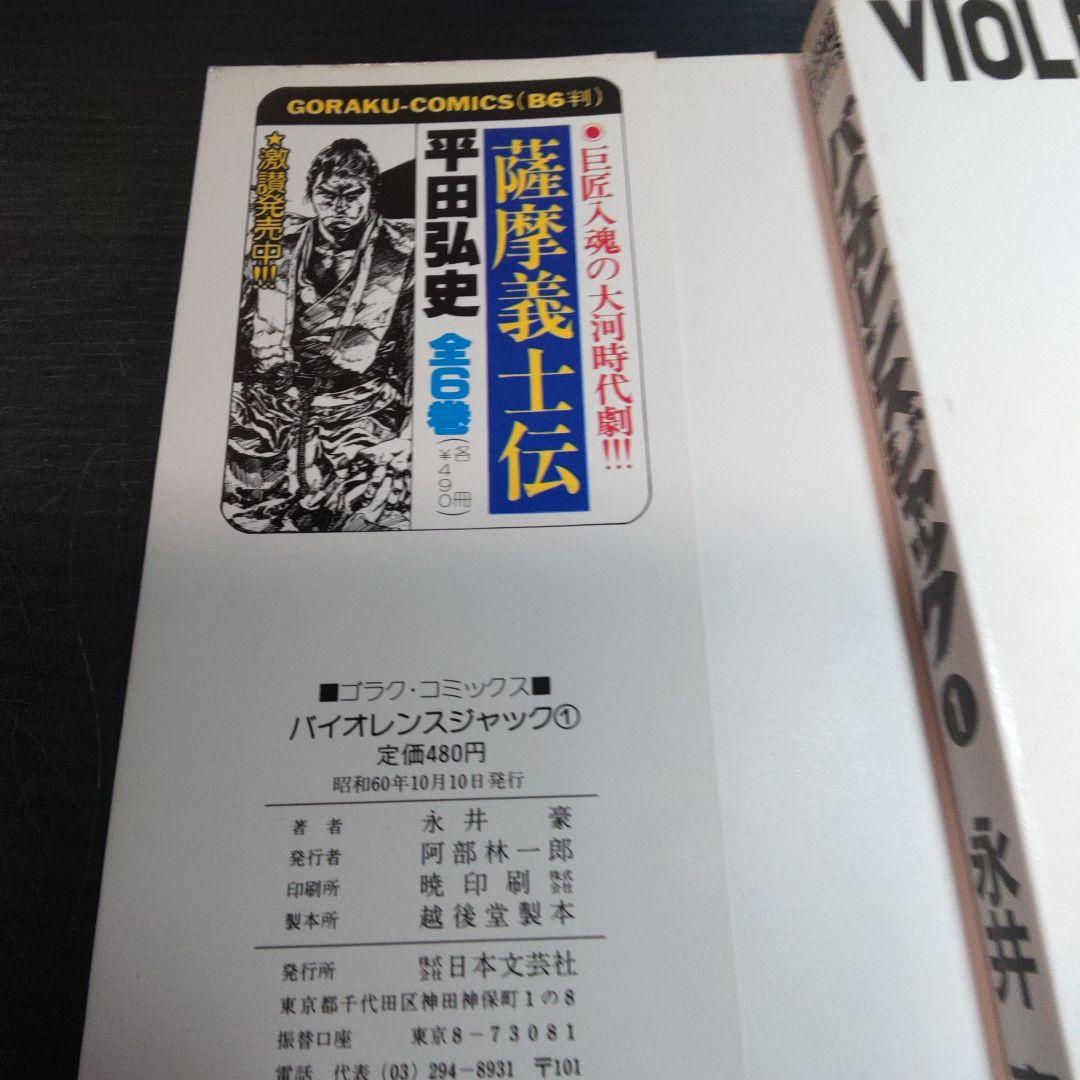 GORAKU-COMICS(B6判)
●巨匠入魂の大河時代劇!!!
薩摩義士伝
平田弘史
全6巻
(各冊¥490)
★激讃発売中!!!
■ゴラク・コミックス■
バイオレンスジャック①
定価480円
昭和60年10月10日発行
著者 永井豪
発行者 阿部林一郎
印刷所 暁印刷株式会社
製本所 越後堂製本
発行所 株式会社日本文芸社
東京都千代田区神田神保町1の8
振替口座 東京8-73081
電話 代表(03)294-8931 〒101
VIOL
バイオレンスジャック❶ 永井